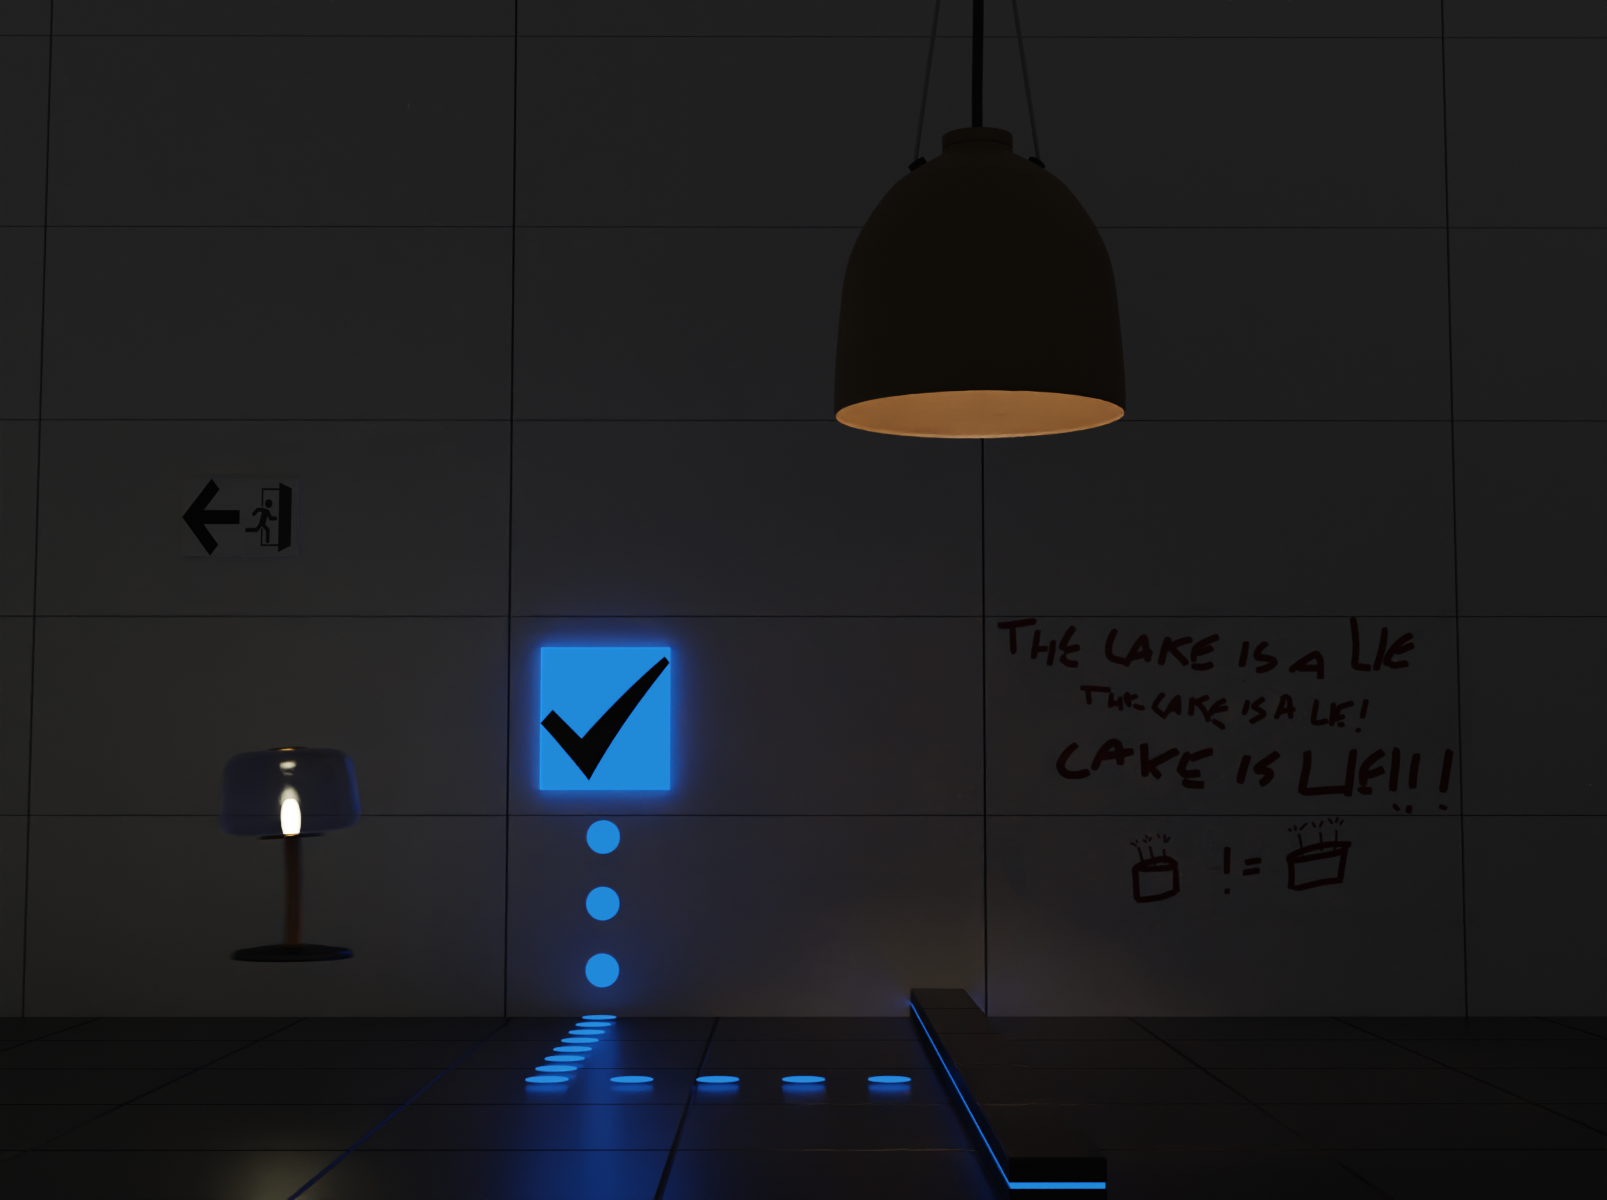 THE CAKE IS A LIE
THE CAKE IS A LIE!
CAKE IS LIE!!!
!=